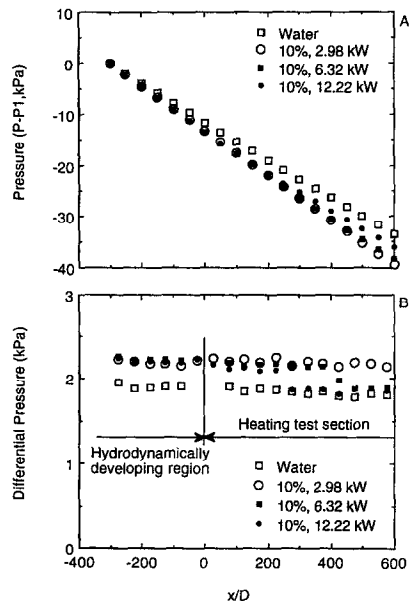 A
0
-10
-20
-30
-40
Pressure (P-P1,kPa)
Water
10%, 2.98 kW
10%, 6.32 kW
10%, 12.22 kW
B
3
2
1
0
Differential Pressure (kPa)
Hydrodynamically
developing region
Heating test section
Water
10%, 2.98 kW
10%, 6.32 kW
10%, 12.22 kW
-400 -200 0 200 400 600
x/D